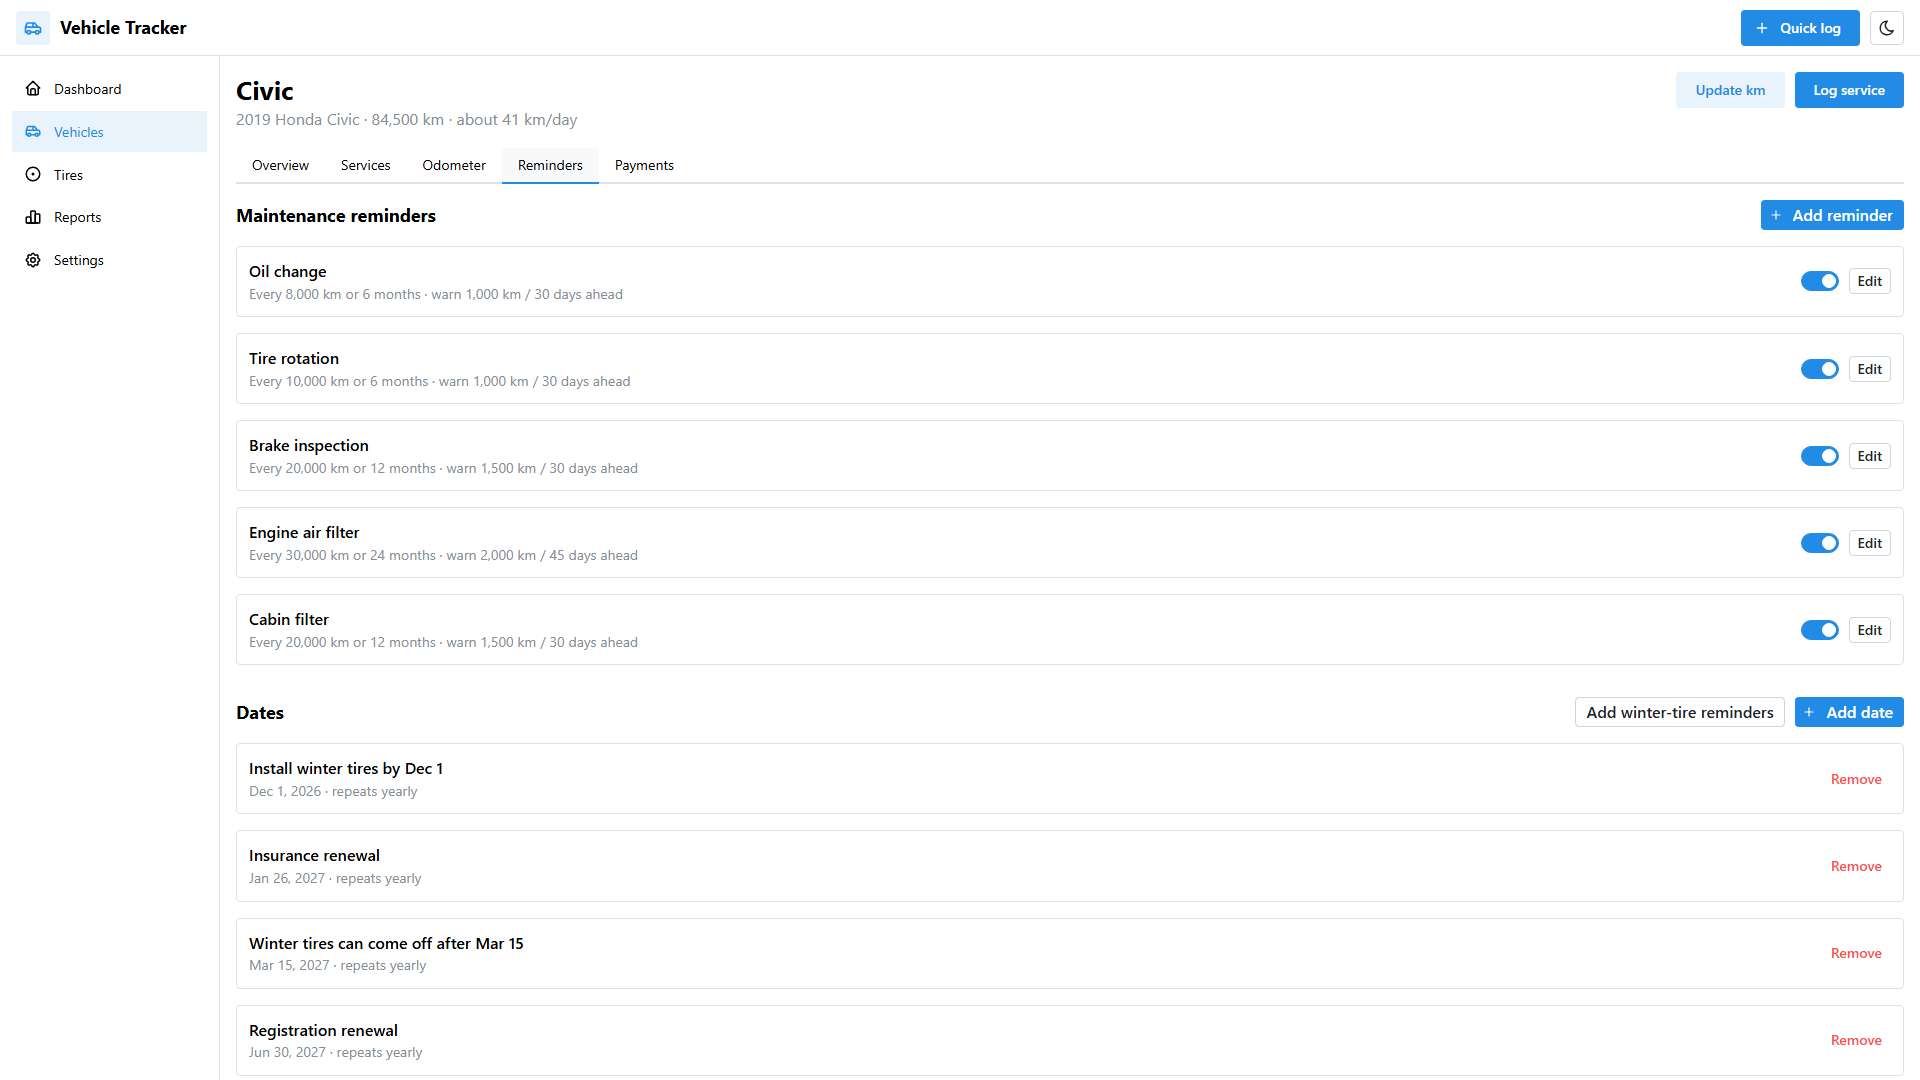 Vehicle Tracker
Quick log
Dashboard
Vehicles
Tires
Reports
Settings
Civic
2019 Honda Civic · 84,500 km · about 41 km/day
Update km
Log service
Overview
Services
Odometer
Reminders
Payments
Maintenance reminders
Add reminder
Oil change
Every 8,000 km or 6 months · warn 1,000 km / 30 days ahead
Edit
Tire rotation
Every 10,000 km or 6 months · warn 1,000 km / 30 days ahead
Edit
Brake inspection
Every 20,000 km or 12 months · warn 1,500 km / 30 days ahead
Edit
Engine air filter
Every 30,000 km or 24 months · warn 2,000 km / 45 days ahead
Edit
Cabin filter
Every 20,000 km or 12 months · warn 1,500 km / 30 days ahead
Edit
Dates
Add winter-tire reminders
Add date
Install winter tires by Dec 1
Dec 1, 2026 · repeats yearly
Remove
Insurance renewal
Jan 26, 2027 · repeats yearly
Remove
Winter tires can come off after Mar 15
Mar 15, 2027 · repeats yearly
Remove
Registration renewal
Jun 30, 2027 · repeats yearly
Remove